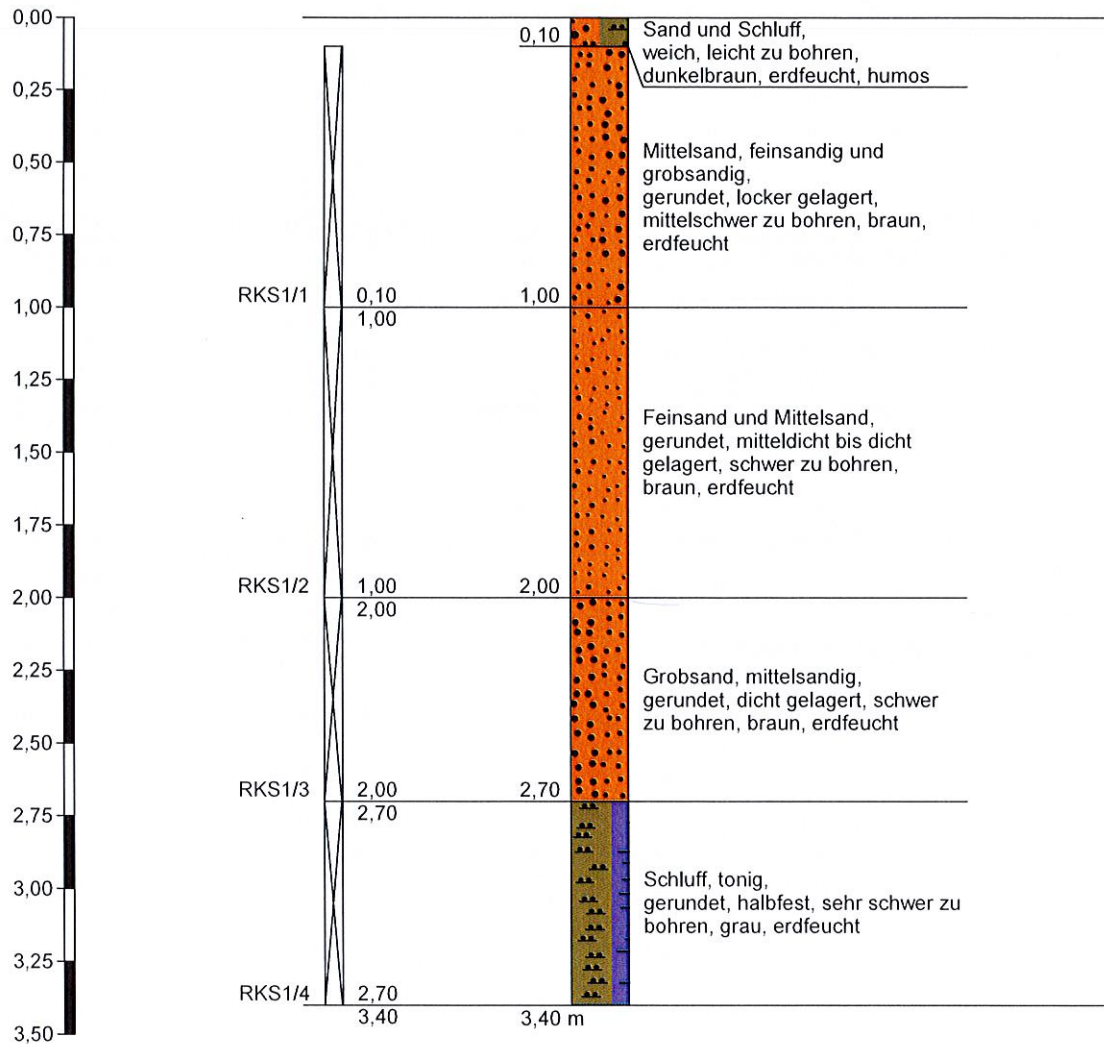 0,00
0,25
0,50
0,75
1,00
1,25
1,50
1,75
2,00
2,25
2,50
2,75
3,00
3,25
3,50
0,10
Sand und Schluff,
weich, leicht zu bohren,
dunkelbraun, erdfeucht, humos
Mittelsand, feinsandig und
grobsandig,
gerundet, locker gelagert,
mittelschwer zu bohren, braun,
erdfeucht
RKS1/1
0,10
1,00
1,00
Feinsand und Mittelsand,
gerundet, mitteldicht bis dicht
gelagert, schwer zu bohren,
braun, erdfeucht
RKS1/2
1,00
2,00
2,00
Grobsand, mittelsandig,
gerundet, dicht gelagert, schwer
zu bohren, braun, erdfeucht
RKS1/3
2,00
2,70
2,70
Schluff, tonig,
gerundet, halbfest, sehr schwer zu
bohren, grau, erdfeucht
RKS1/4
2,70
3,40
3,40 m